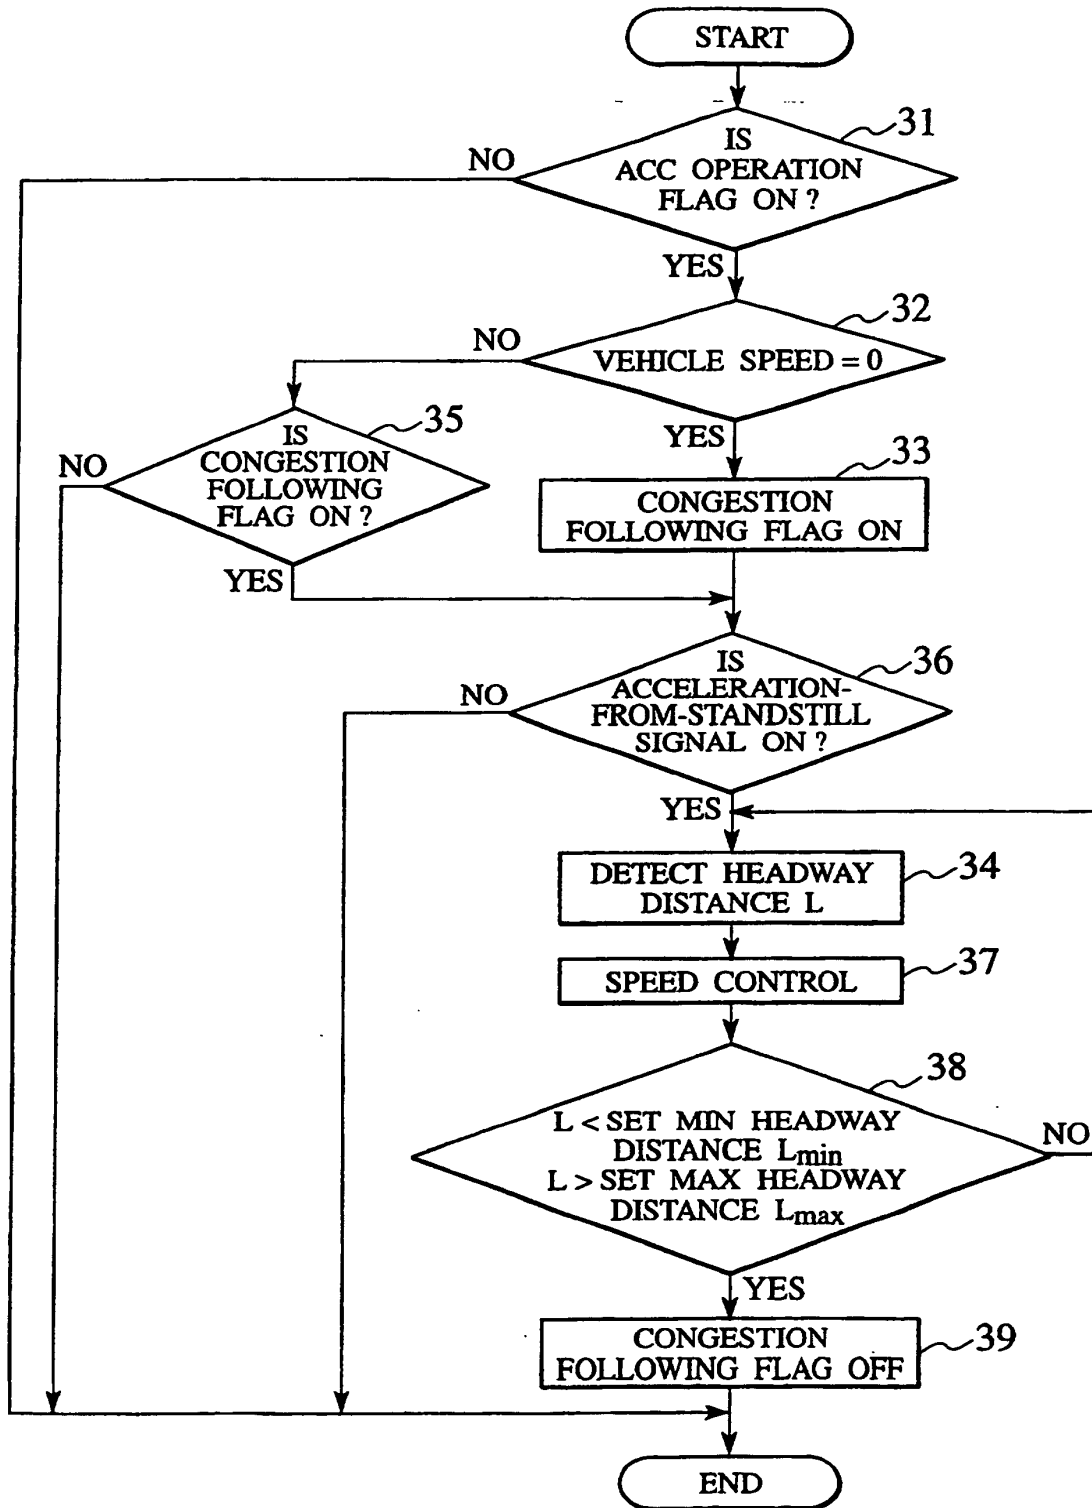 START
31
IS
ACC OPERATION
FLAG ON ?
NO
YES
32
VEHICLE SPEED = 0
NO
YES
35
IS
CONGESTION
FOLLOWING
FLAG ON ?
NO
YES
33
CONGESTION
FOLLOWING FLAG ON
36
IS
ACCELERATION-
FROM-STANDSTILL
SIGNAL ON ?
NO
YES
34
DETECT HEADWAY
DISTANCE L
37
SPEED CONTROL
38
L < SET MIN HEADWAY
DISTANCE Lmin
L > SET MAX HEADWAY
DISTANCE Lmax
NO
YES
39
CONGESTION
FOLLOWING FLAG OFF
END